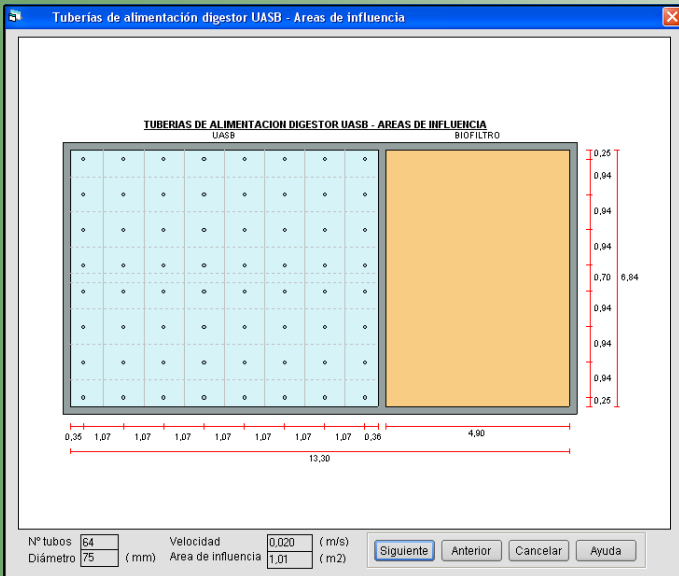 Tuberías de alimentación digestor UASB - Areas de influencia
TUBERIAS DE ALIMENTACION DIGESTOR UASB - AREAS DE INFLUENCIA
UASB BIOFILTRO
0,25
0,94
0,94
0,94
0,70 6,84
0,94
0,94
0,94
0,25
0,35 1,07 1,07 1,07 1,07 1,07 1,07 1,07 0,36 4,90
13,30
Nº tubos 64 Velocidad 0,020 ( m/s)
Diámetro 75 ( mm) Area de influencia 1,01 ( m2)
Siguiente Anterior Cancelar Ayuda